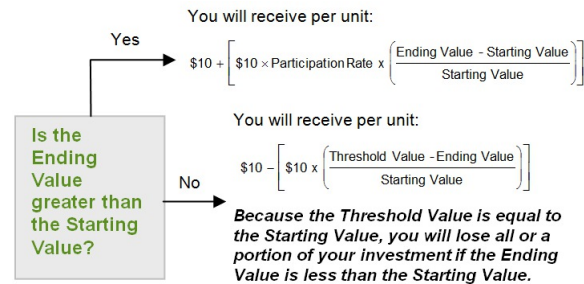 You will receive per unit:
Yes
$10 + [ $10 × Participation Rate x ( Ending Value - Starting Value / Starting Value ) ]
Is the
Ending
Value
greater than
the Starting
Value?
You will receive per unit:
No
$10 – [ $10 x ( Threshold Value - Ending Value / Starting Value ) ]
Because the Threshold Value is equal to
the Starting Value, you will lose all or a
portion of your investment if the Ending
Value is less than the Starting Value.